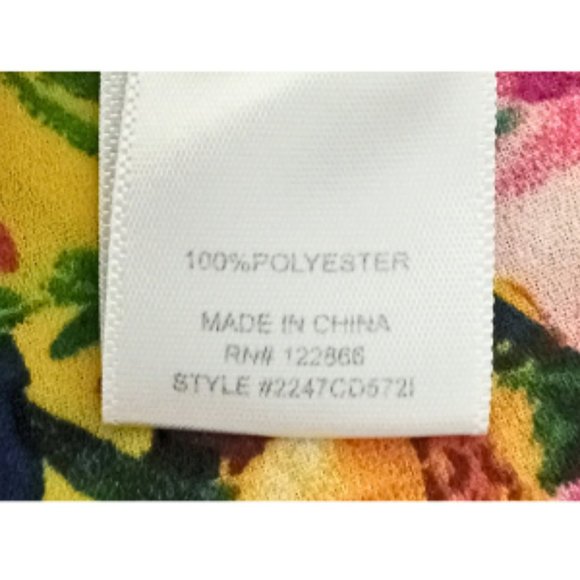 100%POLYESTER
MADE IN CHINA
RN# 122866
STYLE #2247CD572I